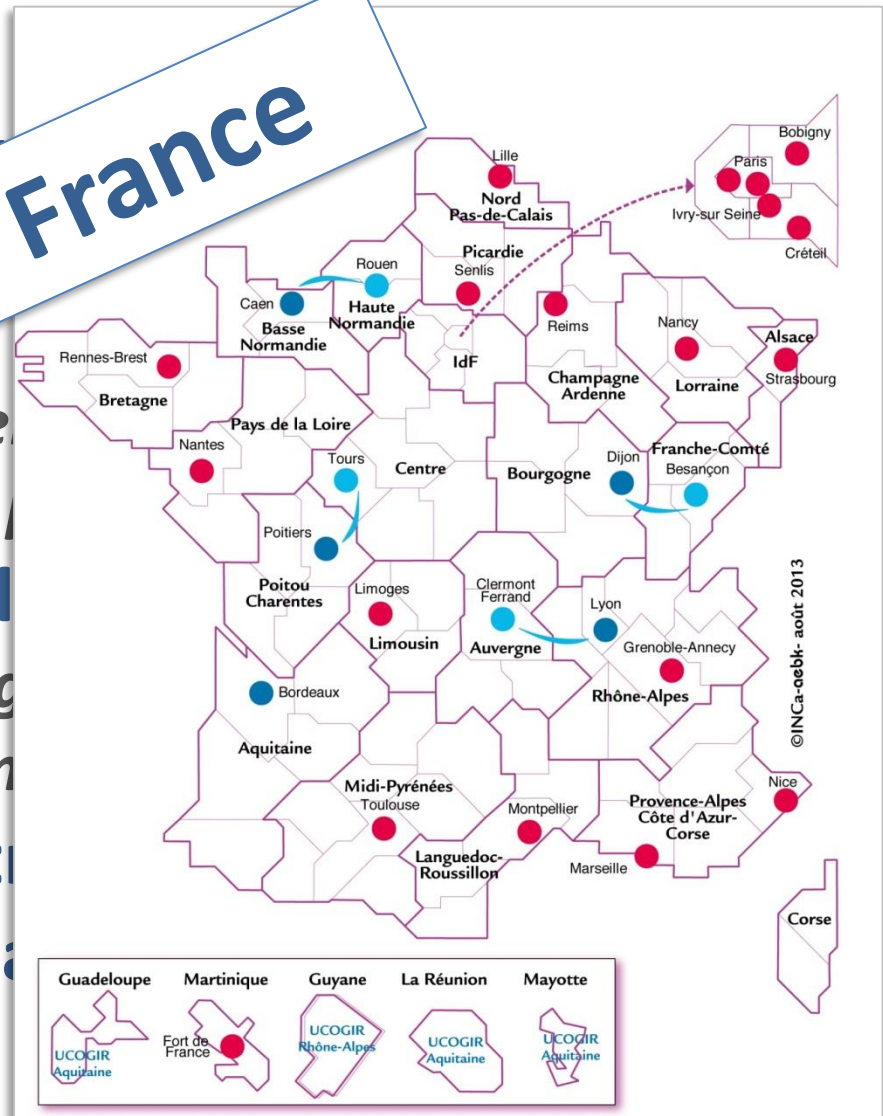 France
Lille
Nord
Pas-de-Calais
Picardie
Senlis
Bobigny
Paris
Ivry-sur Seine
Créteil
Rouen
Caen
Haute
Normandie
Basse
Normandie
IdF
Reims
Champagne
Ardenne
Nancy
Lorraine
Alsace
Strasbourg
Rennes-Brest
Bretagne
Pays de la Loire
Nantes
Tours
Centre
Bourgogne
Dijon
Franche-Comté
Besançon
Poitiers
Poitou
Charentes
Limoges
Limousin
Clermont
Ferrand
Auvergne
Lyon
Grenoble-Annecy
Rhône-Alpes
©INCa-aebk- août 2013
Bordeaux
Aquitaine
Midi-Pyrénées
Toulouse
Montpellier
Languedoc-
Roussillon
Provence-Alpes
Côte d'Azur-
Corse
Nice
Marseille
Corse
Guadeloupe
UCOGIR
Aquitaine
Martinique
Fort de
France
Guyane
UCOGIR
Rhône-Alpes
La Réunion
UCOGIR
Aquitaine
Mayotte
UCOGIR
Aquitaine